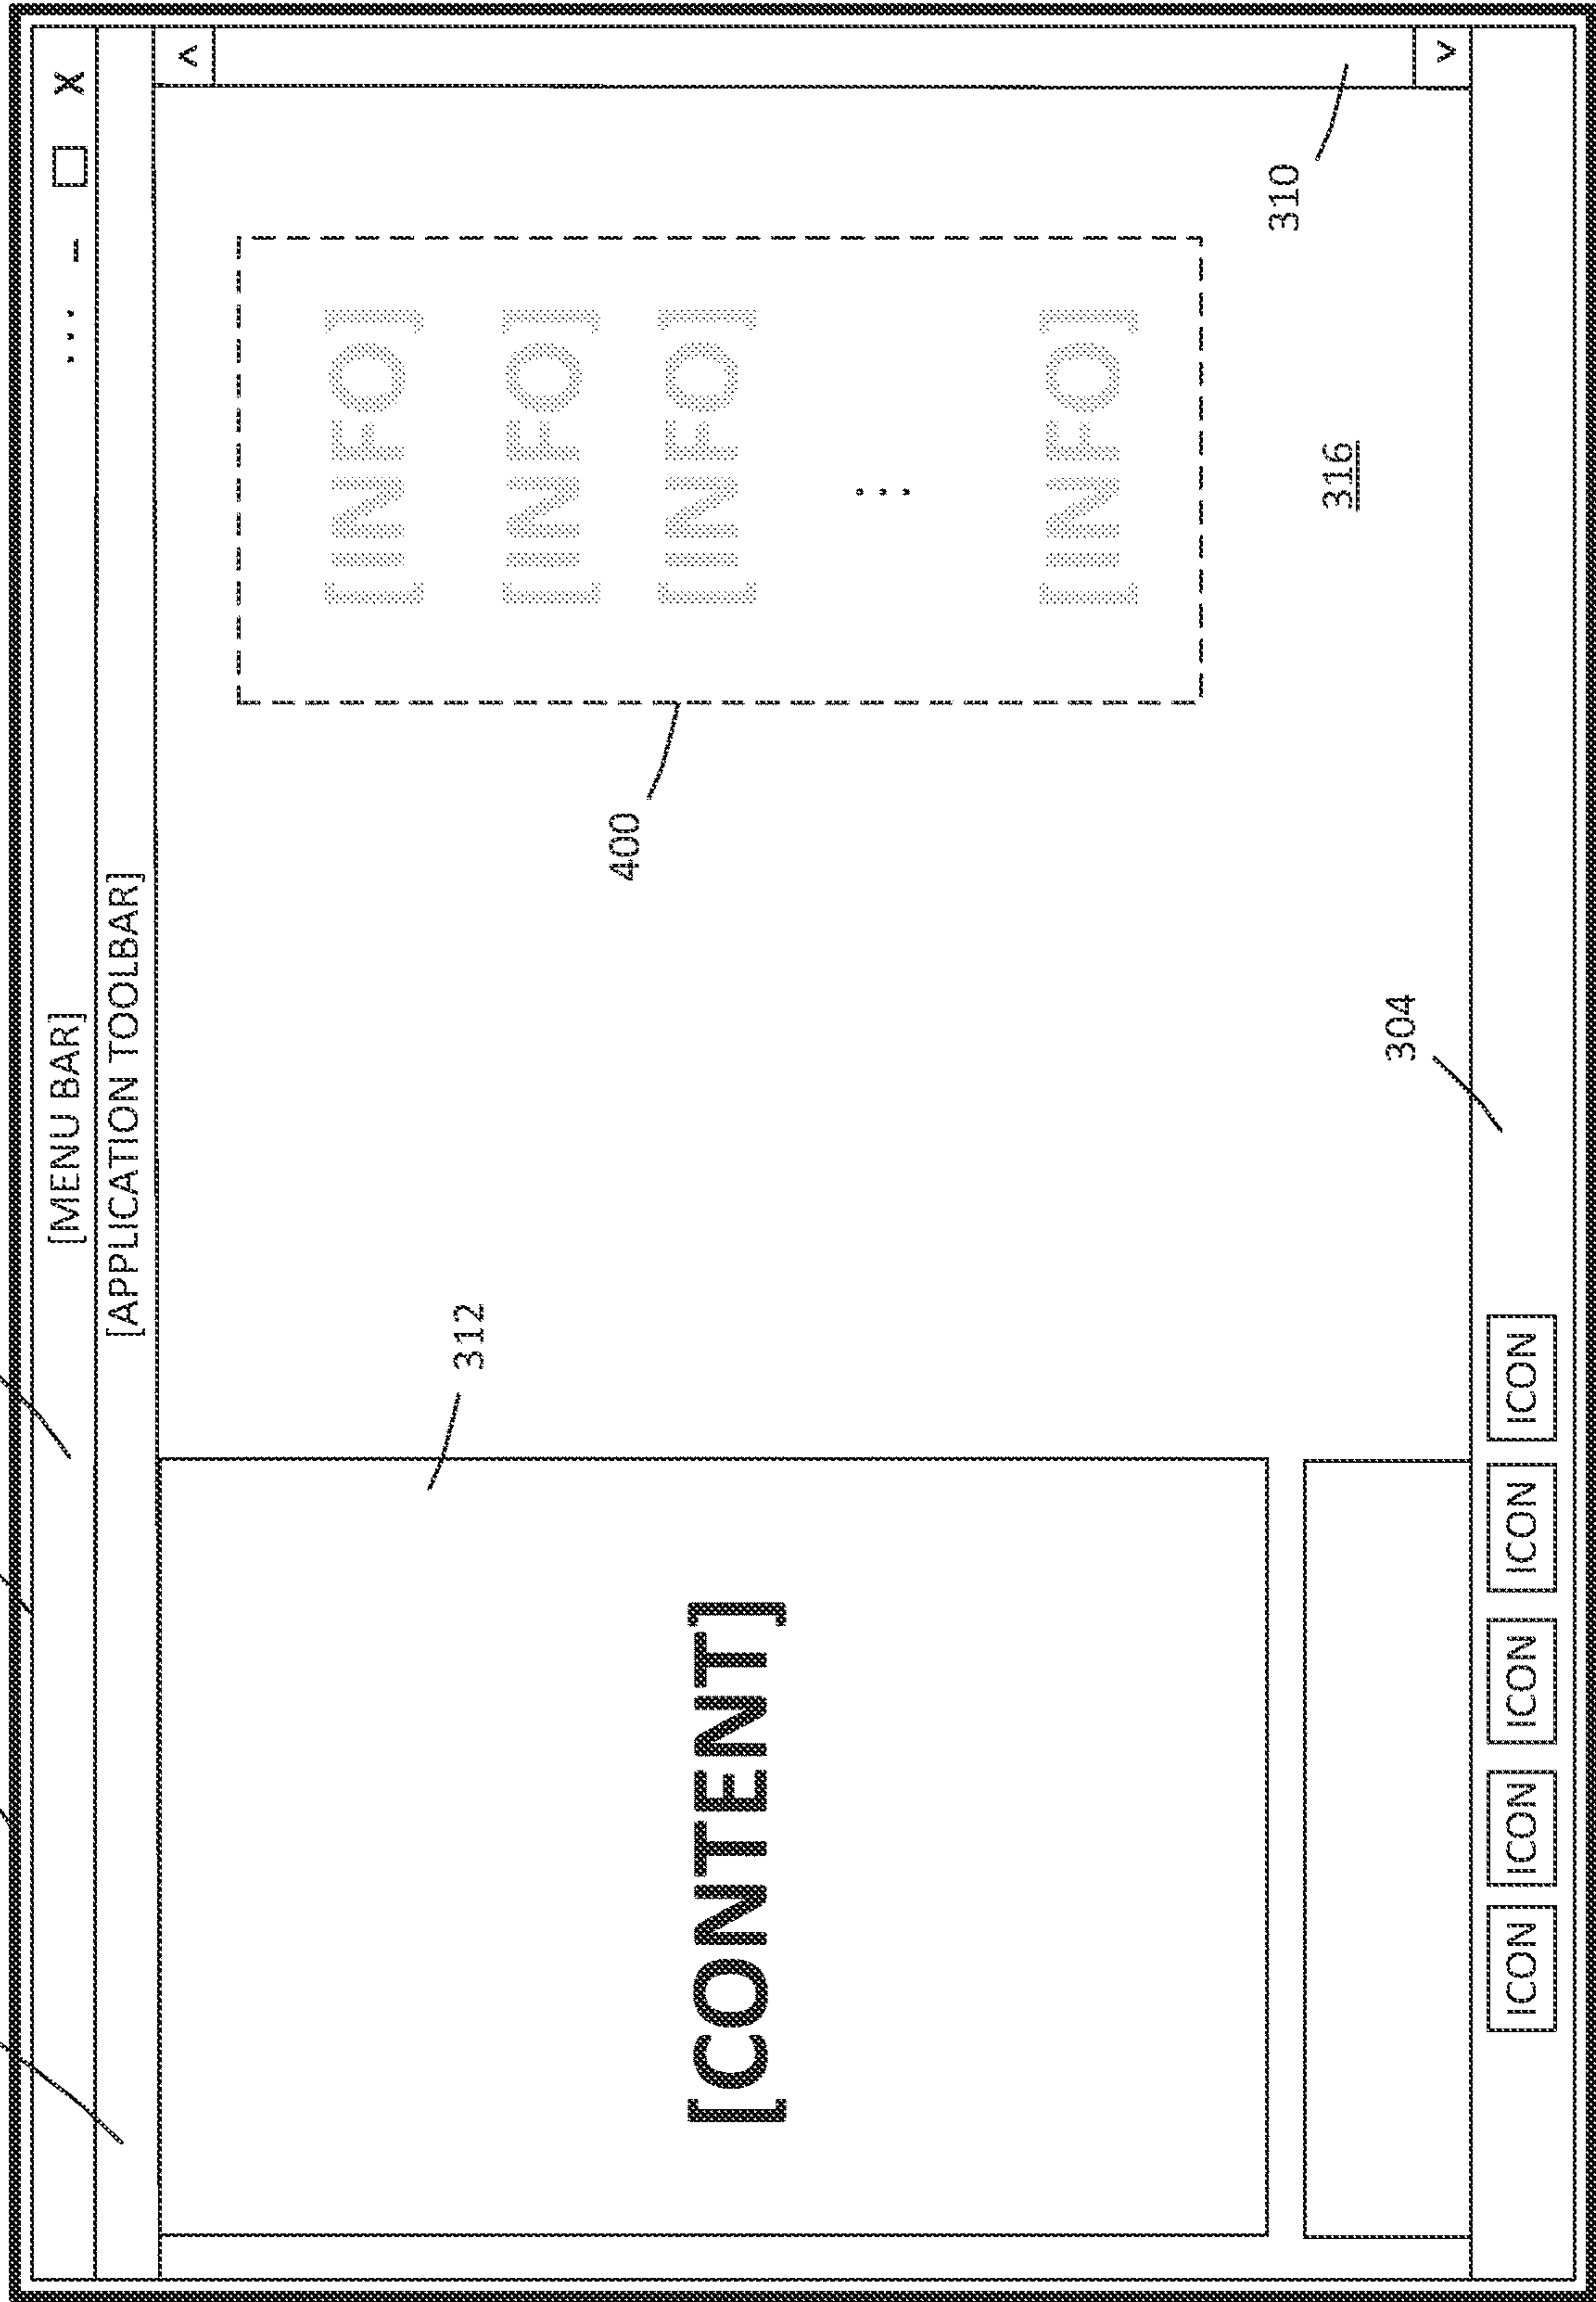 [MENU BAR] ... – □ X
[APPLICATION TOOLBAR]
^
312
[INFO]
[INFO]
400
[CONTENT]
[INFO]
...
[INFO]
310
316
304
v
ICON ICON ICON ICON ICON